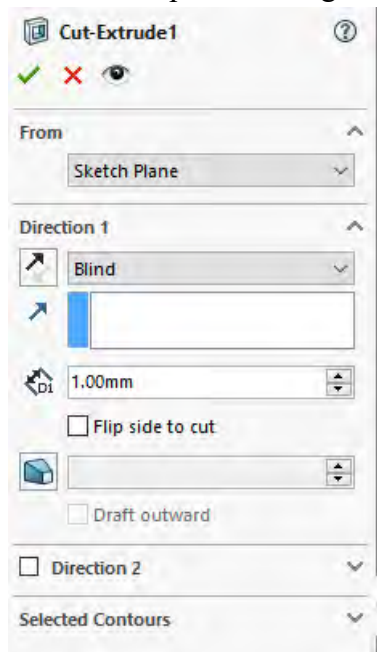 Cut-Extrude1
From
Sketch Plane
Direction 1
Blind
D1 1.00mm
Flip side to cut
Draft outward
Direction 2
Selected Contours